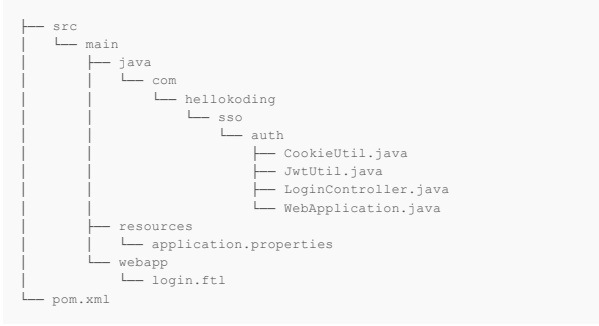 ├── src
│   └── main
│       ├── java
│       │   └── com
│       │       └── hellokoding
│       │           └── sso
│       │               └── auth
│       │                   ├── CookieUtil.java
│       │                   ├── JwtUtil.java
│       │                   ├── LoginController.java
│       │                   └── WebApplication.java
│       ├── resources
│       │   └── application.properties
│       └── webapp
│           └── login.ftl
└── pom.xml